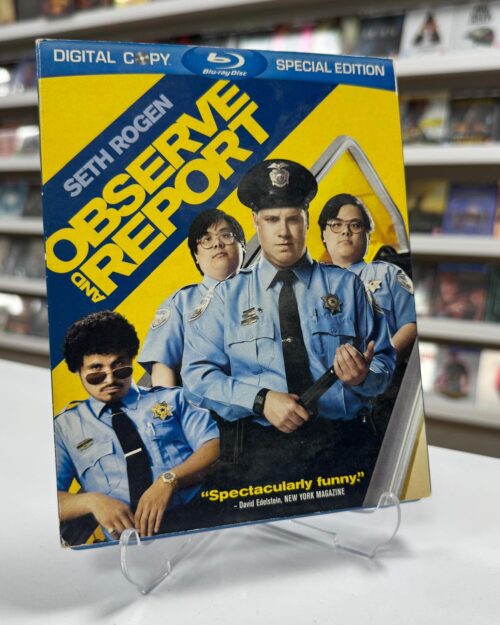 DIGITAL COPY
Blu-ray Disc
SPECIAL EDITION
SETH ROGEN
OBSERVE
AND REPORT
“Spectacularly funny.”
- David Edelstein, NEW YORK MAGAZINE